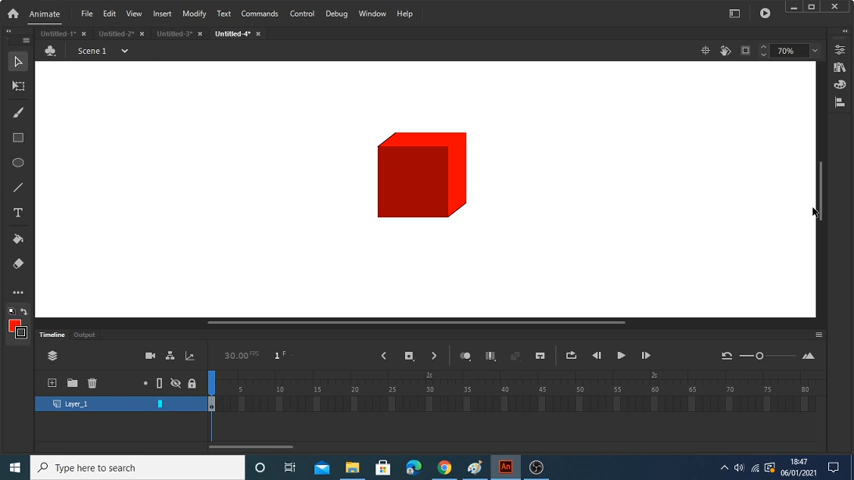 Animate File Edit View Insert Modify Text Commands Control Debug Window Help
Untitled-1* × Untitled-2* × Untitled-3* × Untitled-4* ×
Scene 1 70%
T
Timeline Output
30.00 FPS 1 F
1s 2s
5 10 15 20 25 30 35 40 45 50 55 60 65 70 75 80
Layer_1
Type here to search An 18:47
06/01/2021